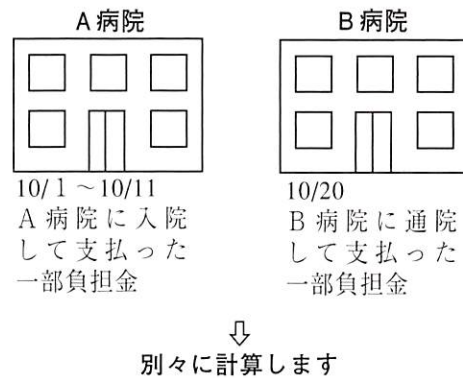 A病院
B病院
10/1～10/11
A病院に入院
して支払った
一部負担金
10/20
B病院に通院
して支払った
一部負担金
⇩
別々に計算します